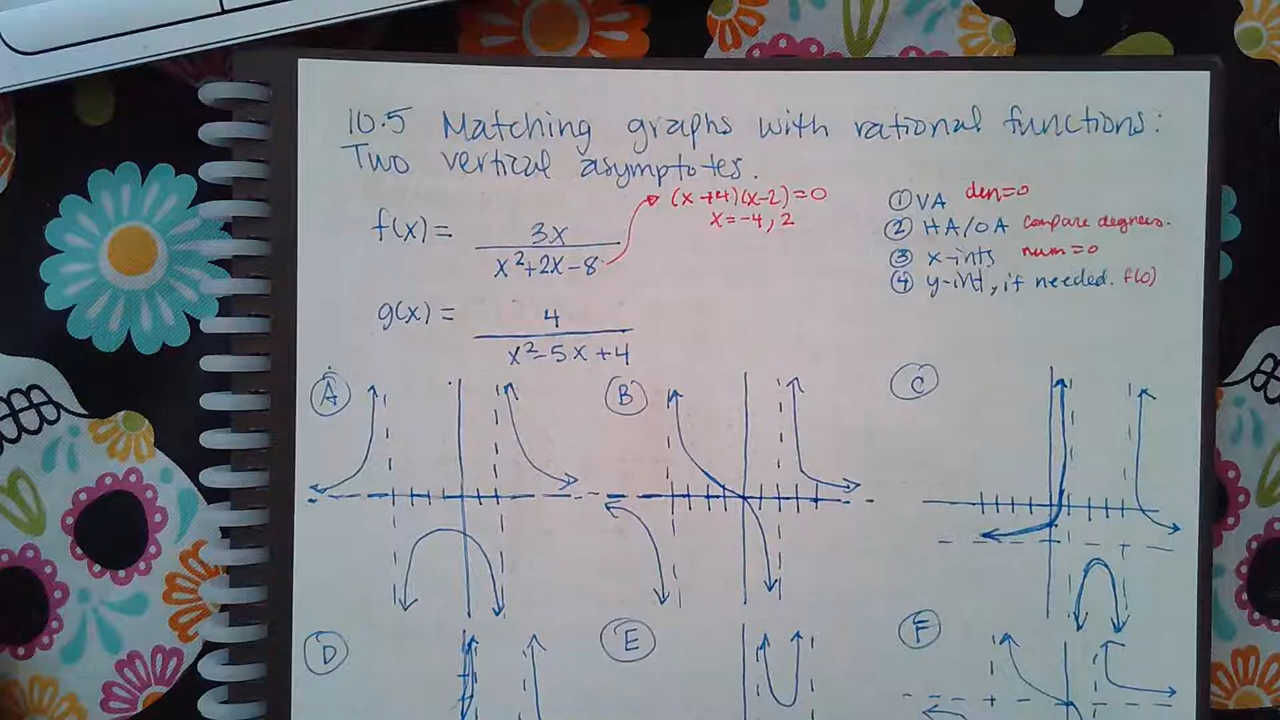 10.5 Matching graphs with rational functions:
Two vertical asymptotes.
f(x) = 3x / x²+2x-8
(x+4)(x-2)=0
x=-4, 2
① VA den=0
② HA/OA compare degrees.
③ x-ints num=0
④ y-int, if needed. f(0)
g(x) = 4 / x²-5x+4
Ⓐ
Ⓑ
Ⓒ
Ⓓ
Ⓔ
Ⓕ